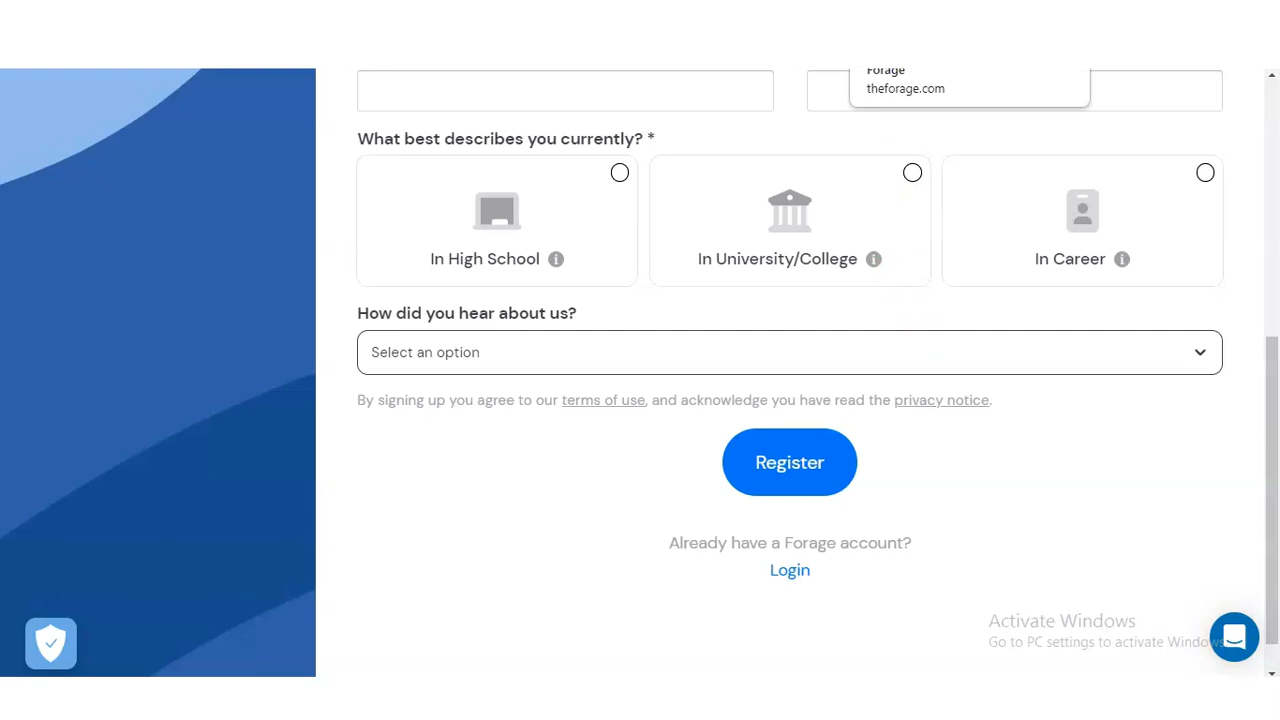 Forage
theforage.com
What best describes you currently? *
In High School
In University/College
In Career
How did you hear about us?
Select an option
By signing up you agree to our terms of use, and acknowledge you have read the privacy notice.
Register
Already have a Forage account?
Login
Activate Windows
Go to PC settings to activate Windows